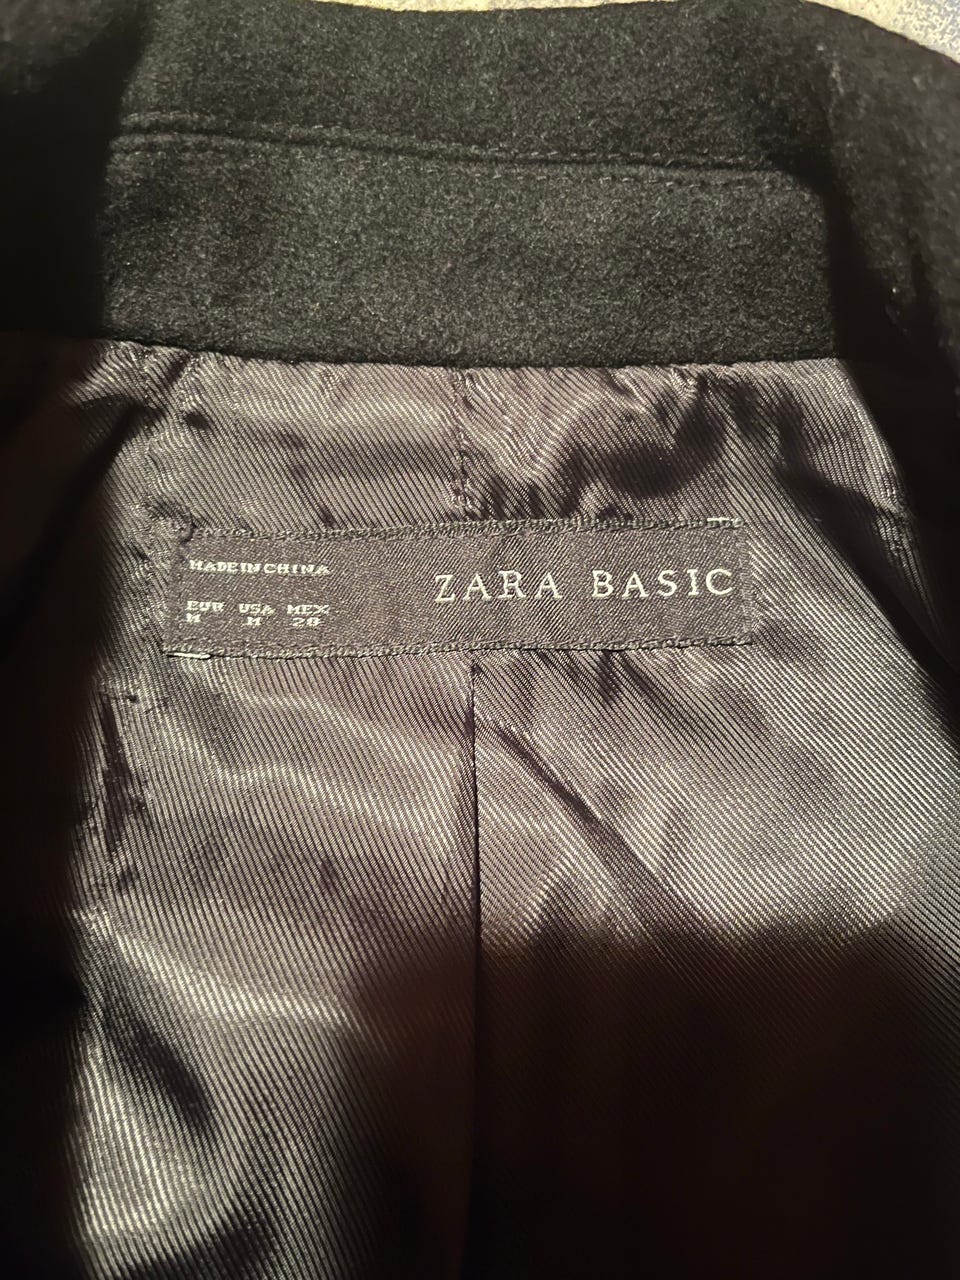 MADE IN CHINA
ZARA BASIC
EUR USA MEX
M M 28